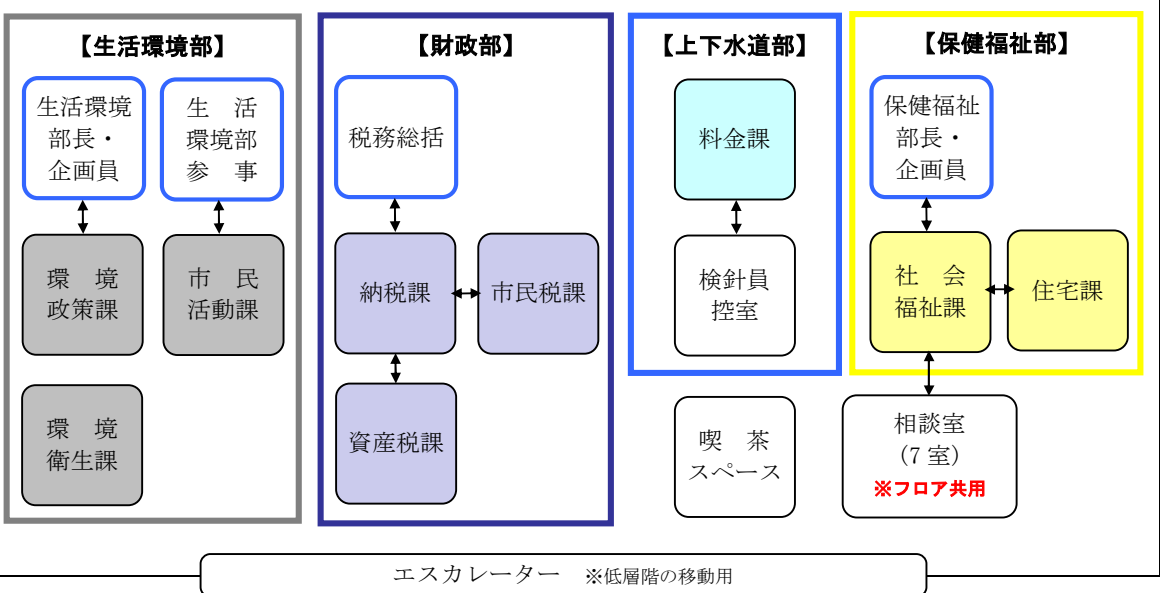 【生活環境部】
生活環境
部長・
企画員
生　活
環境部
参　事
環　境
政策課
市　民
活動課
環　境
衛生課
【財政部】
税務総括
納税課
市民税課
資産税課
【上下水道部】
料金課
検針員
控室
喫　茶
スペース
【保健福祉部】
保健福祉
部長・
企画員
社　会
福祉課
住宅課
相談室
（7 室）
※フロア共用
エスカレーター　※低層階の移動用